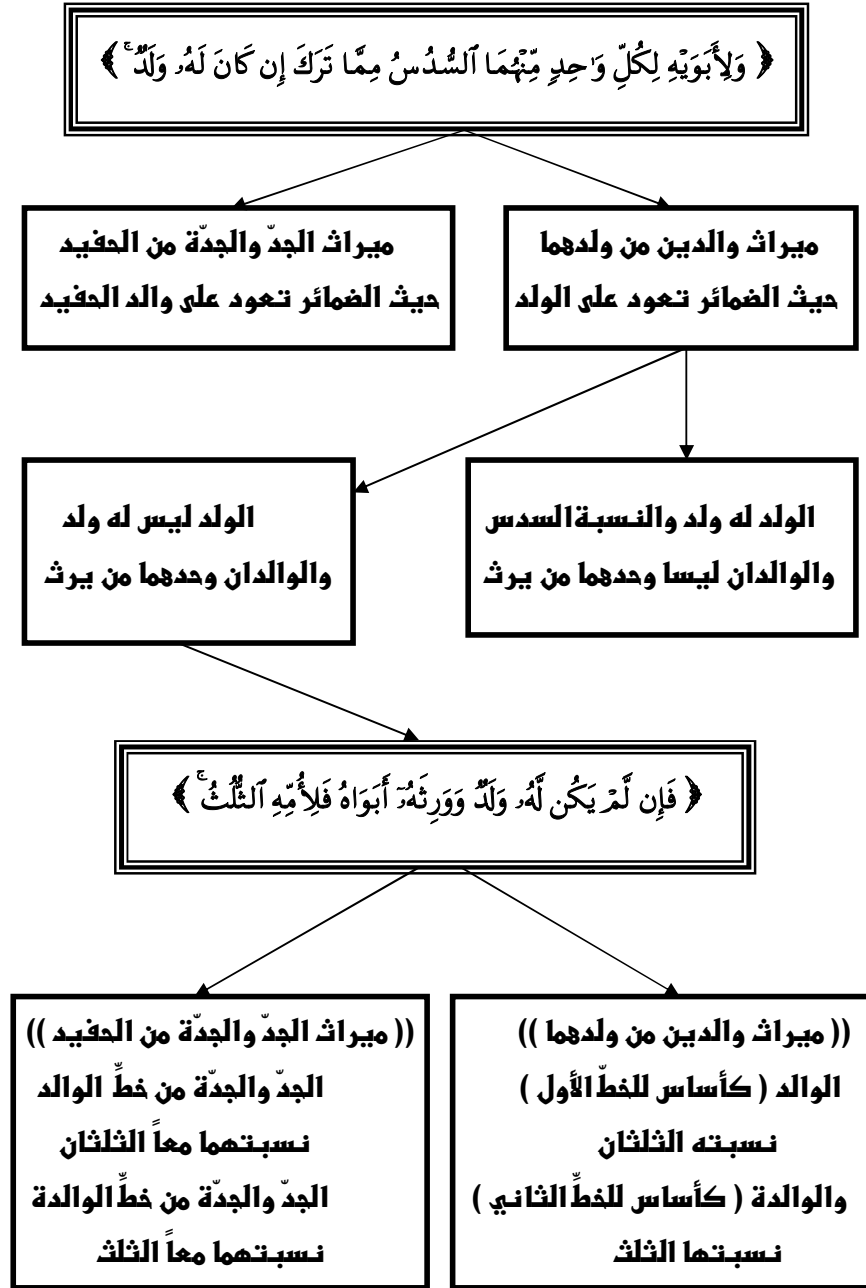 ﴿ وَلِأَبَوَيْهِ لِكُلِّ وَٰحِدٍ مِّنْهُمَا ٱلسُّدُسُ مِمَّا تَرَكَ إِن كَانَ لَهُۥ وَلَدٌ ۚ ﴾
ميراث والدين من ولدهما
حيث الضمائر تعود على الولد
ميراث الجدّ والجدّة من الحفيد
حيث الضمائر تعود على والد الحفيد
الولد له ولد والنسبة السدس
والوالدان ليسا وحدهما من يرث
الولد ليس له ولد
والوالدان وحدهما من يرث
﴿ فَإِن لَّمْ يَكُن لَّهُۥ وَلَدٌ وَوَرِثَهُۥٓ أَبَوَاهُ فَلِأُمِّهِ ٱلثُّلُثُ ۚ ﴾
(( ميراث والدين من ولدهما ))
الوالد ( كأساس للخطّ الأول )
نسبته الثلثان
والوالدة ( كأساس للخطِّ الثاني )
نسبتها الثلث
(( ميراث الجدّ والجدّة من الحفيد ))
الجدّ والجدّة من خطِّ الوالد
نسبتهما معاً الثلثان
الجدّ والجدّة من خطِّ الوالدة
نسبتهما معاً الثلث